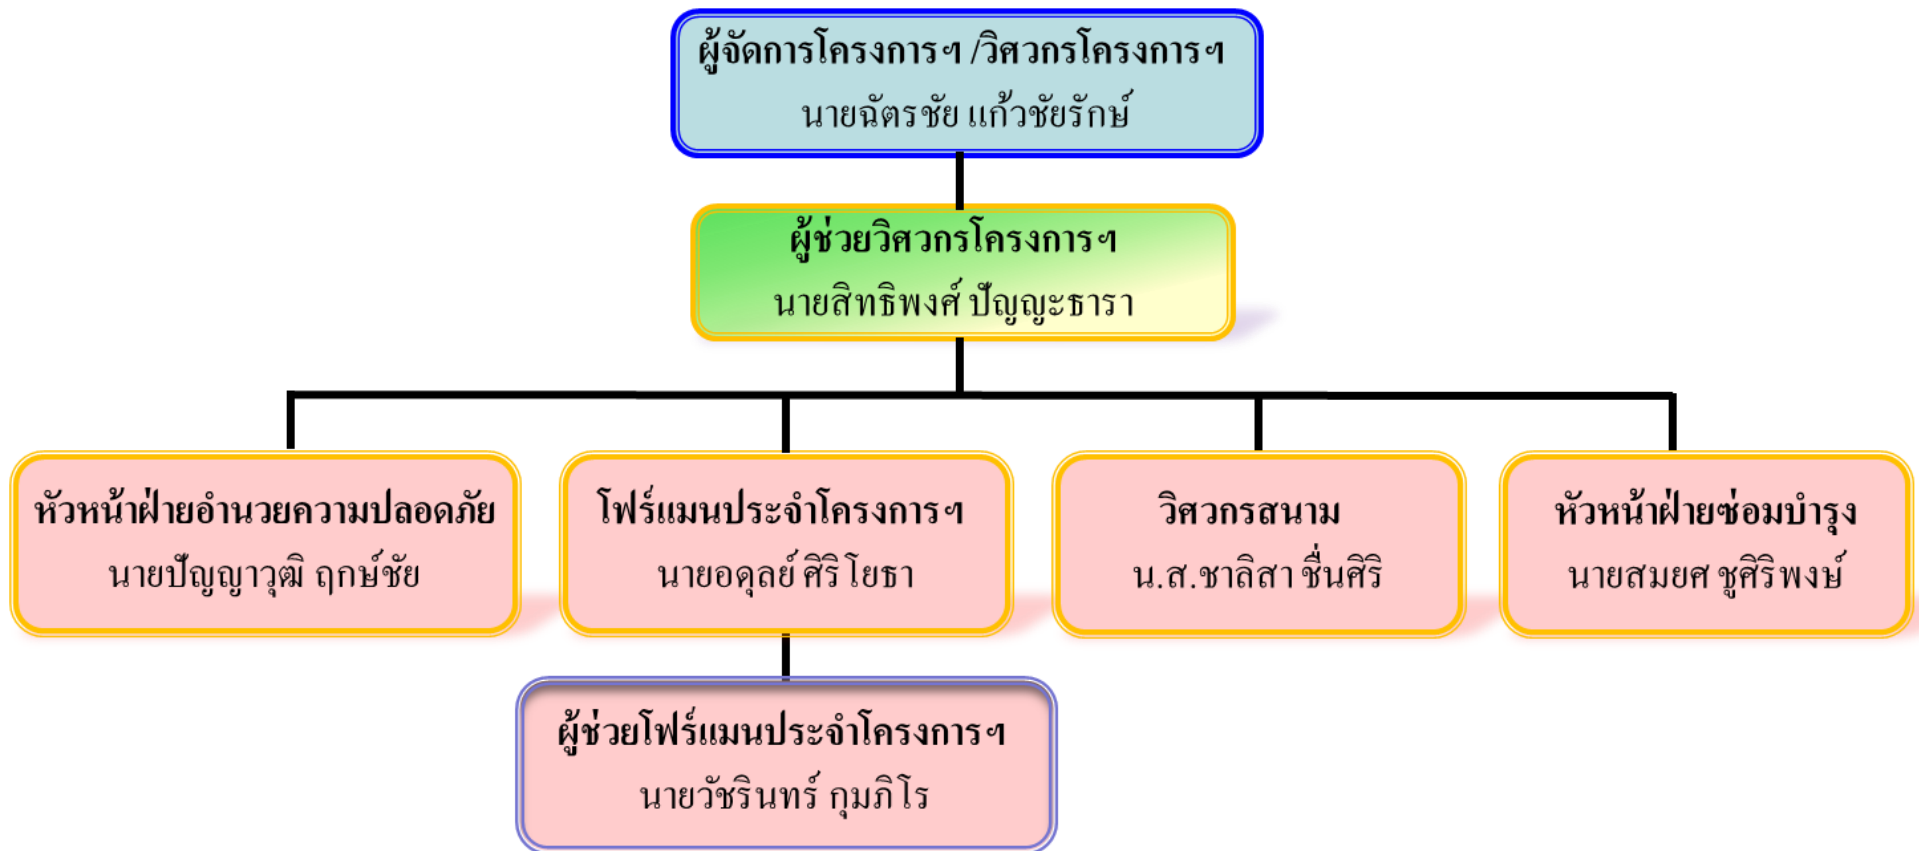 ผู้จัดการโครงการฯ /วิศวกรโครงการฯ
นายฉัตรชัย แก้วชัยรักษ์
ผู้ช่วยวิศวกรโครงการฯ
นายสิทธิพงศ์ ปัญญะธารา
หัวหน้าฝ่ายอำนวยความปลอดภัย
นายปัญญาวุฒิ ฤกษ์ชัย
โฟร์แมนประจำโครงการฯ
นายอดุลย์ ศิริโยธา
วิศวกรสนาม
น.ส.ชาลิสา ชื่นศิริ
หัวหน้าฝ่ายซ่อมบำรุง
นายสมยศ ชูศิริพงษ์
ผู้ช่วยโฟร์แมนประจำโครงการฯ
นายวัชรินทร์ กุมภิโร